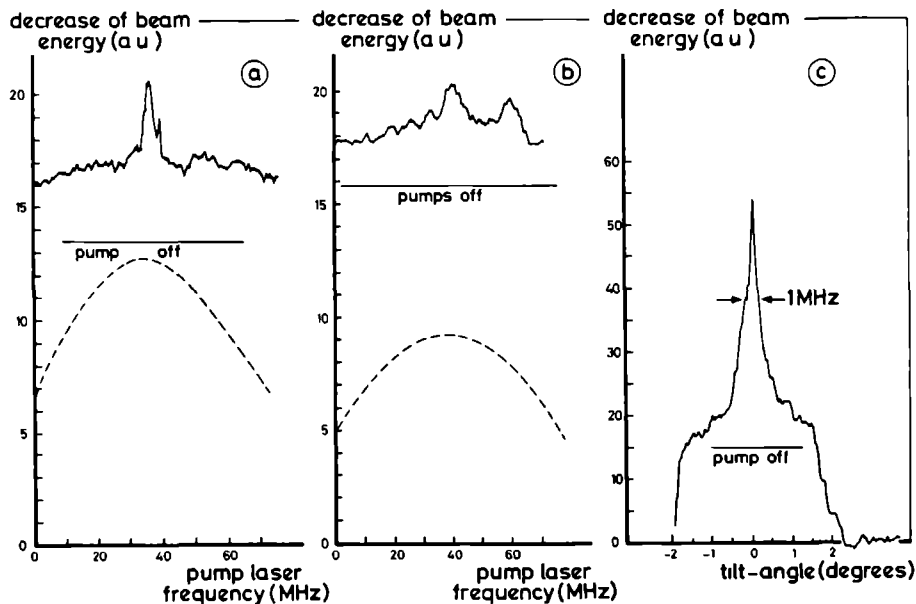 decrease of beam
energy (a u)
a
20
15
10
5
0
pump off
0 20 40 60
pump laser
frequency (MHz)
decrease of beam
energy (a u)
b
20
15
10
5
0
pumps off
0 20 40 60
pump laser
frequency (MHz)
decrease of beam
energy (a u)
c
60
50
40
30
20
10
0
1MHz
pump off
-2 -1 0 1 2
tilt-angle (degrees)